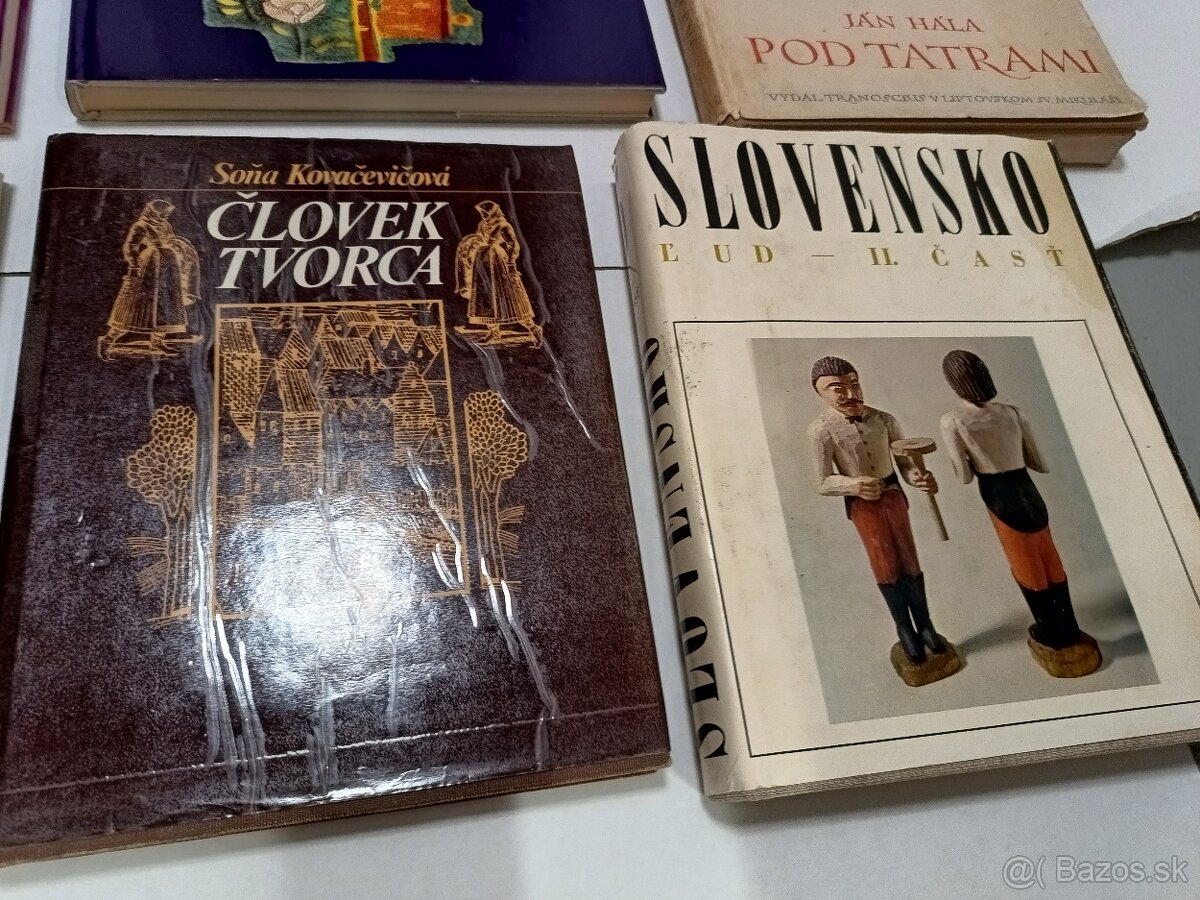 JÁN HÁLA
POD TATRAMI
VYDAL TRANOSCIUS V LIPTOVSKOM SV. MIKULÁŠI
Soňa Kovačevičová
ČLOVEK
TVORCA
SLOVENSKO
ĽUD — II. ČASŤ
SLOVENSKO
@( Bazos.sk